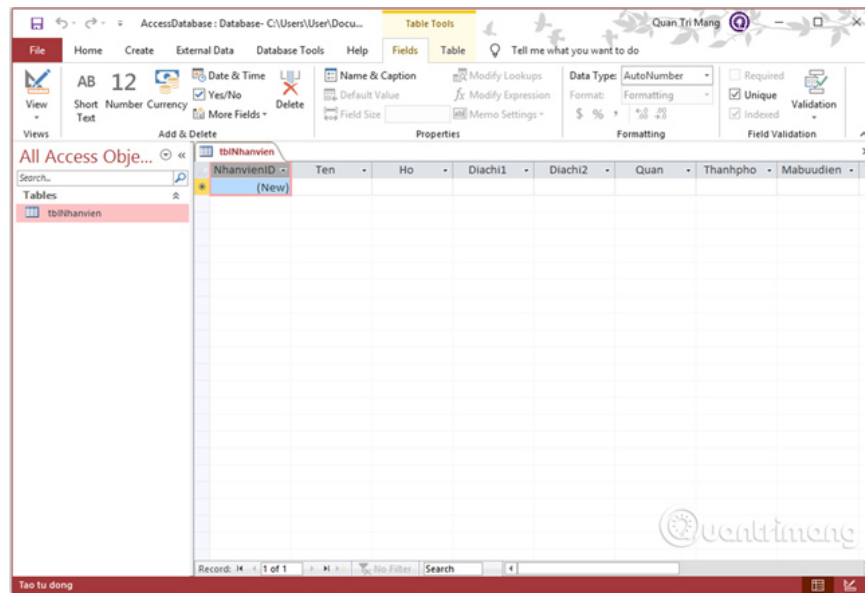 AccessDatabase : Database- C:\Users\User\Docu...
Table Tools
Quan Tri Mang
File Home Create External Data Database Tools Help Fields Table Tell me what you want to do
View
Views
AB
Short
Text
12
Number
Currency
Date & Time
Yes/No
More Fields
Delete
Add & Delete
Name & Caption
Default Value
Field Size
Modify Lookups
fx Modify Expression
ab Memo Settings
Properties
Data Type: AutoNumber
Format: Formatting
$ % ,
Formatting
Required
Unique
Indexed
Validation
Field Validation
All Access Obje...
Search...
Tables
tblNhanvien
tblNhanvien
NhanvienID Ten Ho Diachi1 Diachi2 Quan Thanhpho Mabuudien
(New)
Quantrimang
Record: 1 of 1 No Filter Search
Tao tu dong